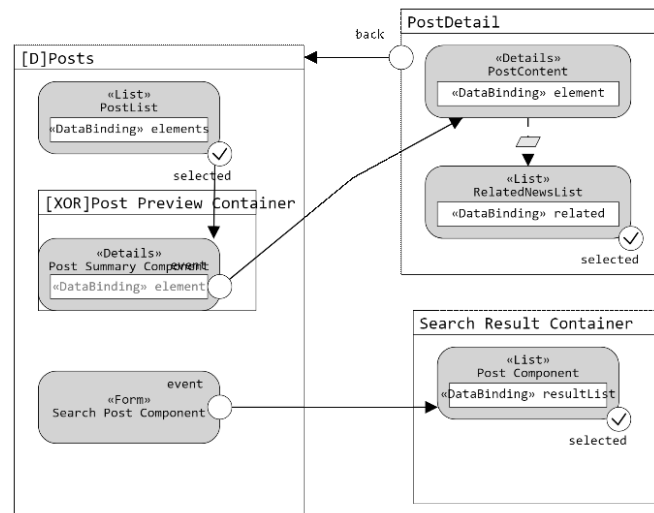 back
PostDetail
[D]Posts
«List»
PostList
«DataBinding» elements
selected
[XOR]Post Preview Container
«Details»
Post Summary Component
event
«DataBinding» element
event
«Form»
Search Post Component
«Details»
PostContent
«DataBinding» element
«List»
RelatedNewsList
«DataBinding» related
selected
Search Result Container
«List»
Post Component
«DataBinding» resultList
selected